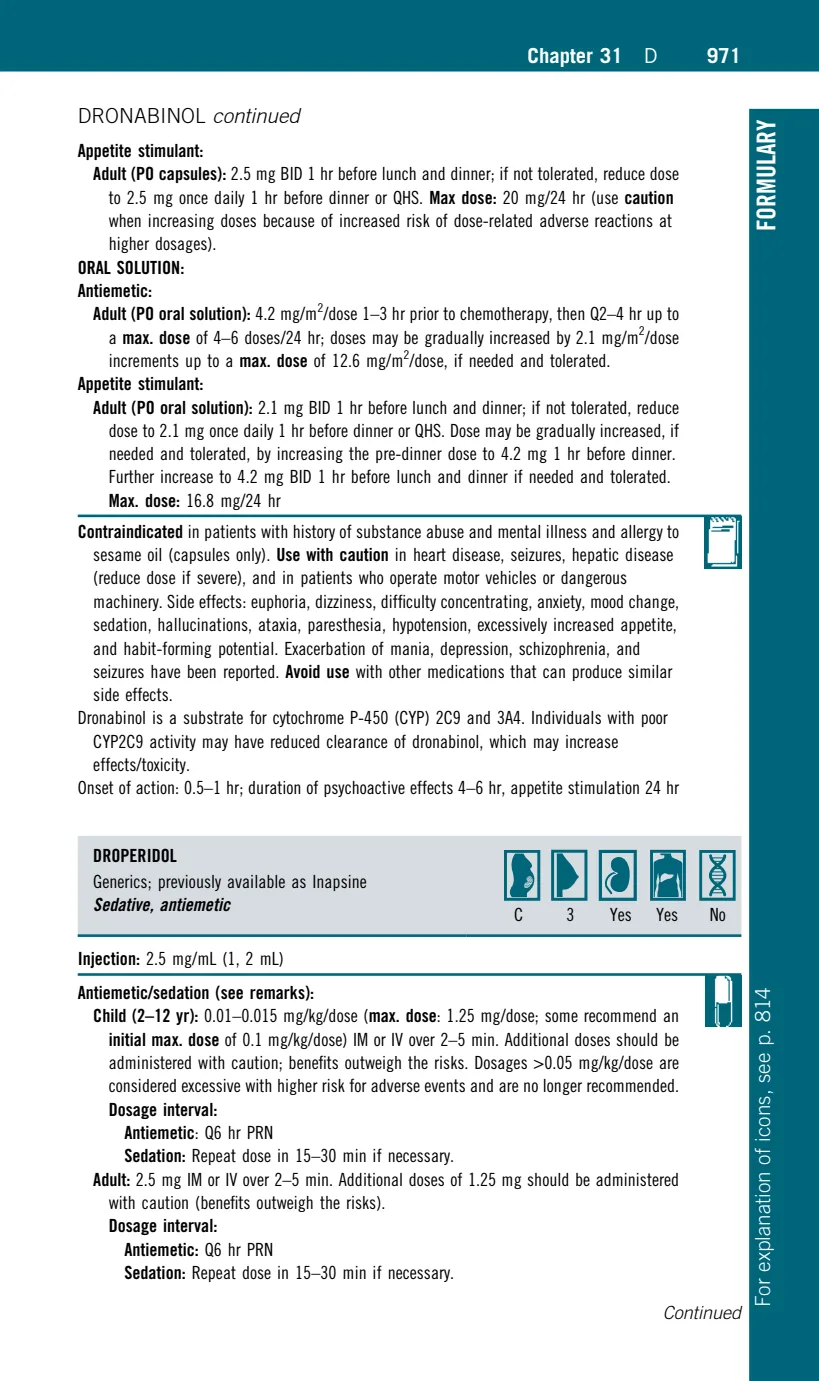 Chapter 31 D 971
DRONABINOL continued
Appetite stimulant:
Adult (PO capsules): 2.5 mg BID 1 hr before lunch and dinner; if not tolerated, reduce dose
to 2.5 mg once daily 1 hr before dinner or QHS. Max dose: 20 mg/24 hr (use caution
when increasing doses because of increased risk of dose-related adverse reactions at
higher dosages).
ORAL SOLUTION:
Antiemetic:
Adult (PO oral solution): 4.2 mg/m²/dose 1–3 hr prior to chemotherapy, then Q2–4 hr up to
a max. dose of 4–6 doses/24 hr; doses may be gradually increased by 2.1 mg/m²/dose
increments up to a max. dose of 12.6 mg/m²/dose, if needed and tolerated.
Appetite stimulant:
Adult (PO oral solution): 2.1 mg BID 1 hr before lunch and dinner; if not tolerated, reduce
dose to 2.1 mg once daily 1 hr before dinner or QHS. Dose may be gradually increased, if
needed and tolerated, by increasing the pre-dinner dose to 4.2 mg 1 hr before dinner.
Further increase to 4.2 mg BID 1 hr before lunch and dinner if needed and tolerated.
Max. dose: 16.8 mg/24 hr
Contraindicated in patients with history of substance abuse and mental illness and allergy to
sesame oil (capsules only). Use with caution in heart disease, seizures, hepatic disease
(reduce dose if severe), and in patients who operate motor vehicles or dangerous
machinery. Side effects: euphoria, dizziness, difficulty concentrating, anxiety, mood change,
sedation, hallucinations, ataxia, paresthesia, hypotension, excessively increased appetite,
and habit-forming potential. Exacerbation of mania, depression, schizophrenia, and
seizures have been reported. Avoid use with other medications that can produce similar
side effects.
Dronabinol is a substrate for cytochrome P-450 (CYP) 2C9 and 3A4. Individuals with poor
CYP2C9 activity may have reduced clearance of dronabinol, which may increase
effects/toxicity.
Onset of action: 0.5–1 hr; duration of psychoactive effects 4–6 hr, appetite stimulation 24 hr
DROPERIDOL
Generics; previously available as Inapsine
Sedative, antiemetic
C 3 Yes Yes No
Injection: 2.5 mg/mL (1, 2 mL)
Antiemetic/sedation (see remarks):
Child (2–12 yr): 0.01–0.015 mg/kg/dose (max. dose: 1.25 mg/dose; some recommend an
initial max. dose of 0.1 mg/kg/dose) IM or IV over 2–5 min. Additional doses should be
administered with caution; benefits outweigh the risks. Dosages >0.05 mg/kg/dose are
considered excessive with higher risk for adverse events and are no longer recommended.
Dosage interval:
Antiemetic: Q6 hr PRN
Sedation: Repeat dose in 15–30 min if necessary.
Adult: 2.5 mg IM or IV over 2–5 min. Additional doses of 1.25 mg should be administered
with caution (benefits outweigh the risks).
Dosage interval:
Antiemetic: Q6 hr PRN
Sedation: Repeat dose in 15–30 min if necessary.
Continued
FORMULARY
For explanation of icons, see p. 814